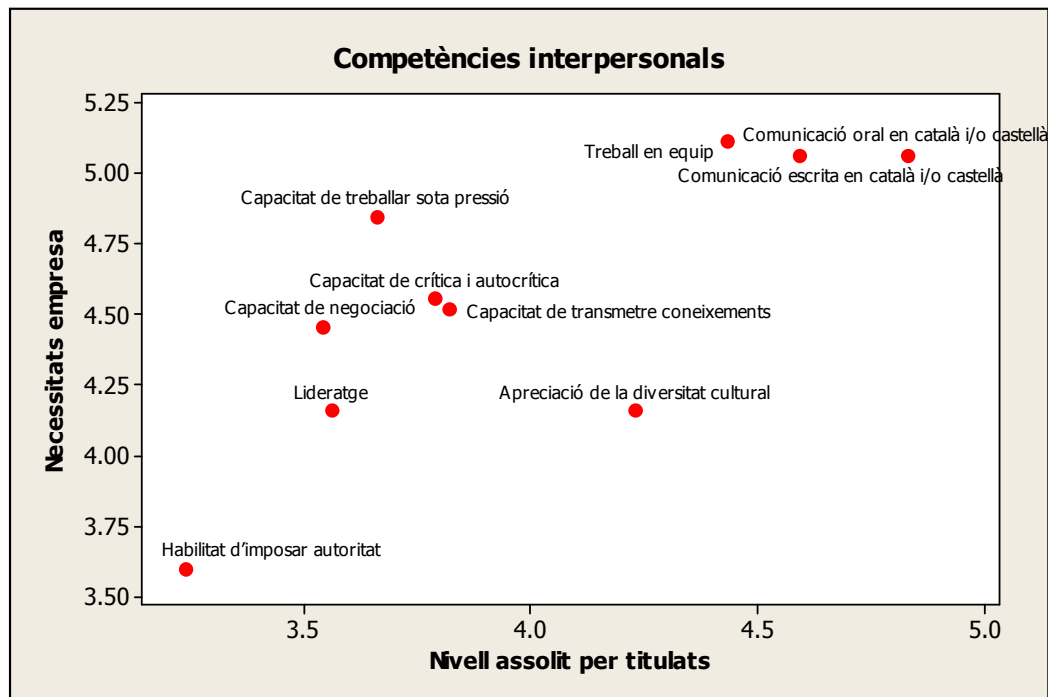 Competències interpersonals
5.25
5.00
4.75
4.50
4.25
4.00
3.75
3.50
Necessitats empresa
Comunicació oral en català i/o castellà
Treball en equip
Comunicació escrita en català i/o castellà
Capacitat de treballar sota pressió
Capacitat de crítica i autocrítica
Capacitat de negociació
Capacitat de transmetre coneixements
Lideratge
Apreciació de la diversitat cultural
Habilitat d'imposar autoritat
3.5
4.0
4.5
5.0
Nivell assolit per titulats